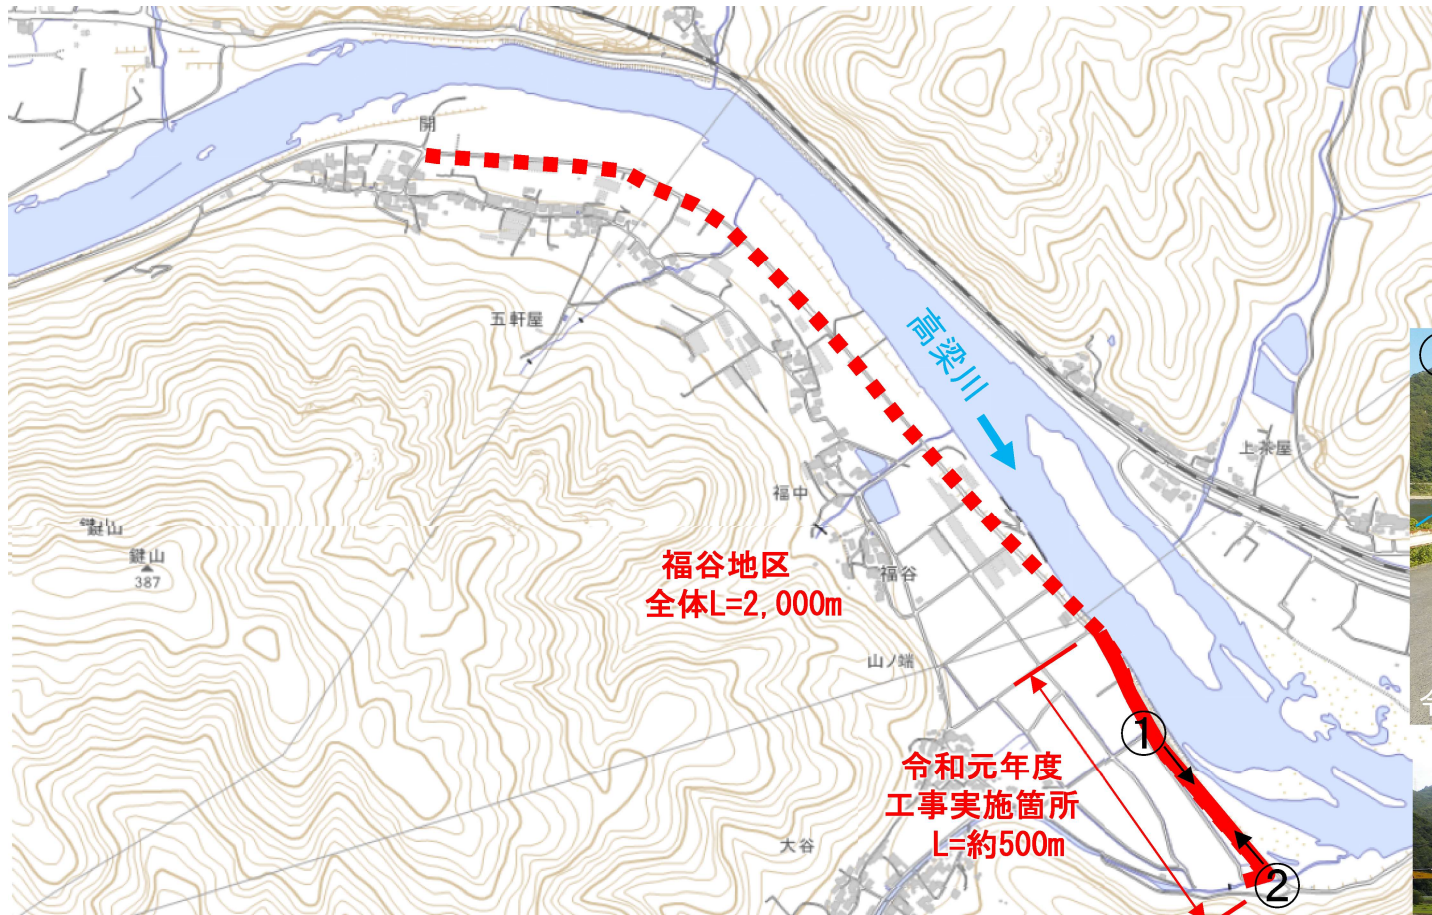 開
五軒屋
高梁川
上茶屋
福中
鍵山
鍵山
387
福谷地区
全体L=2,000m
福谷
山ノ端
①
令和元年度
工事実施箇所
L=約500m
大谷
②